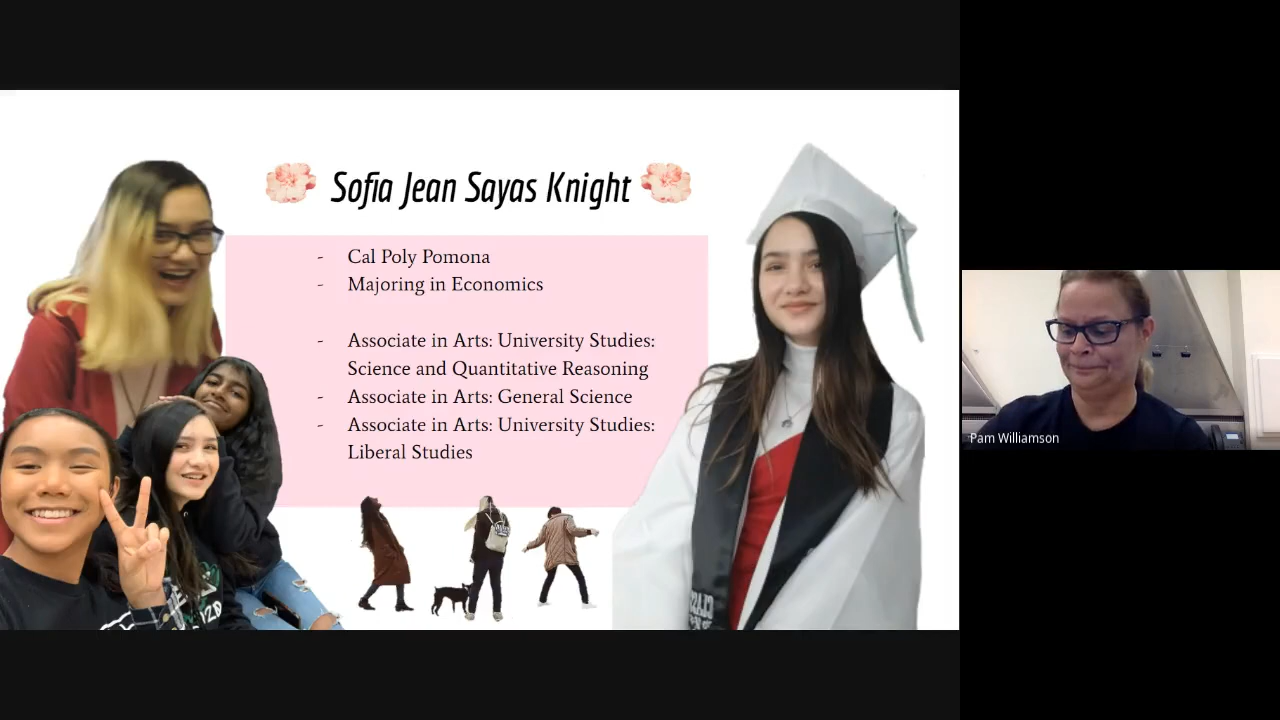 Sofia Jean Sayas Knight
- Cal Poly Pomona
- Majoring in Economics
- Associate in Arts: University Studies:
Science and Quantitative Reasoning
- Associate in Arts: General Science
- Associate in Arts: University Studies:
Liberal Studies
Pam Williamson